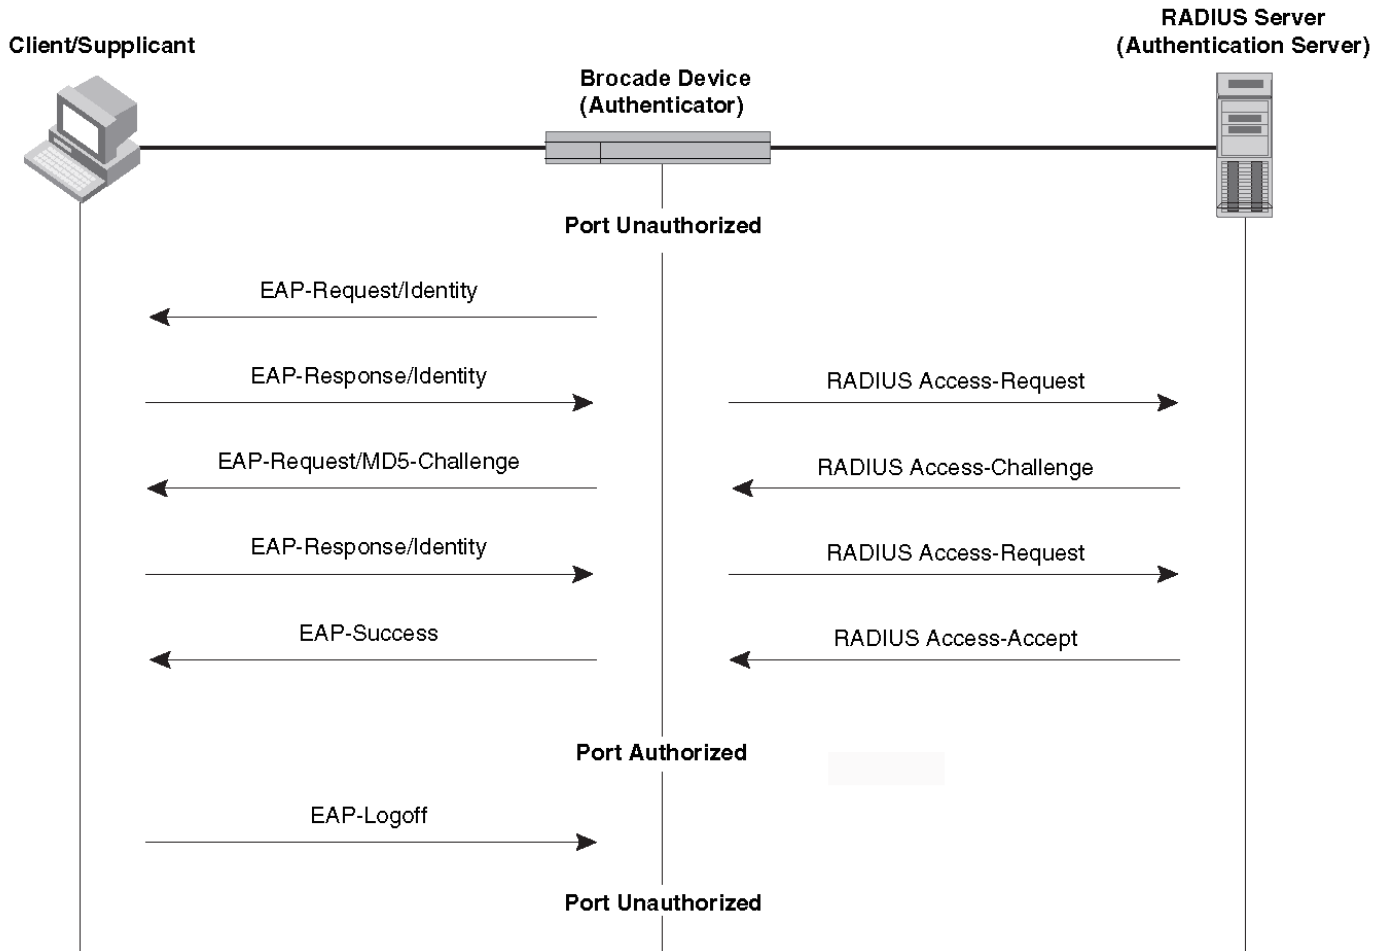 RADIUS Server
(Authentication Server)
Client/Supplicant
Brocade Device
(Authenticator)
Port Unauthorized
EAP-Request/Identity
EAP-Response/Identity
RADIUS Access-Request
EAP-Request/MD5-Challenge
RADIUS Access-Challenge
EAP-Response/Identity
RADIUS Access-Request
EAP-Success
RADIUS Access-Accept
Port Authorized
EAP-Logoff
Port Unauthorized